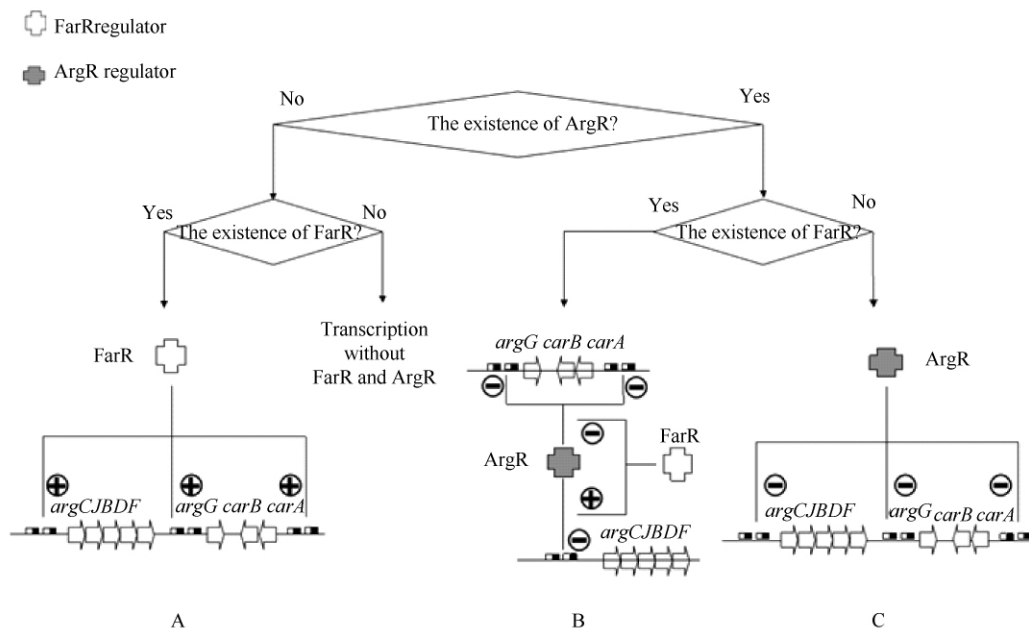 FarRregulator
ArgR regulator
No
Yes
The existence of ArgR?
Yes
No
Yes
No
The existence of FarR?
The existence of FarR?
FarR
Transcription
without
FarR and ArgR
argG carB carA
ArgR
ArgR
FarR
argCJBDF
argG carB carA
argCJBDF
argCJBDF
argG carB carA
A
B
C